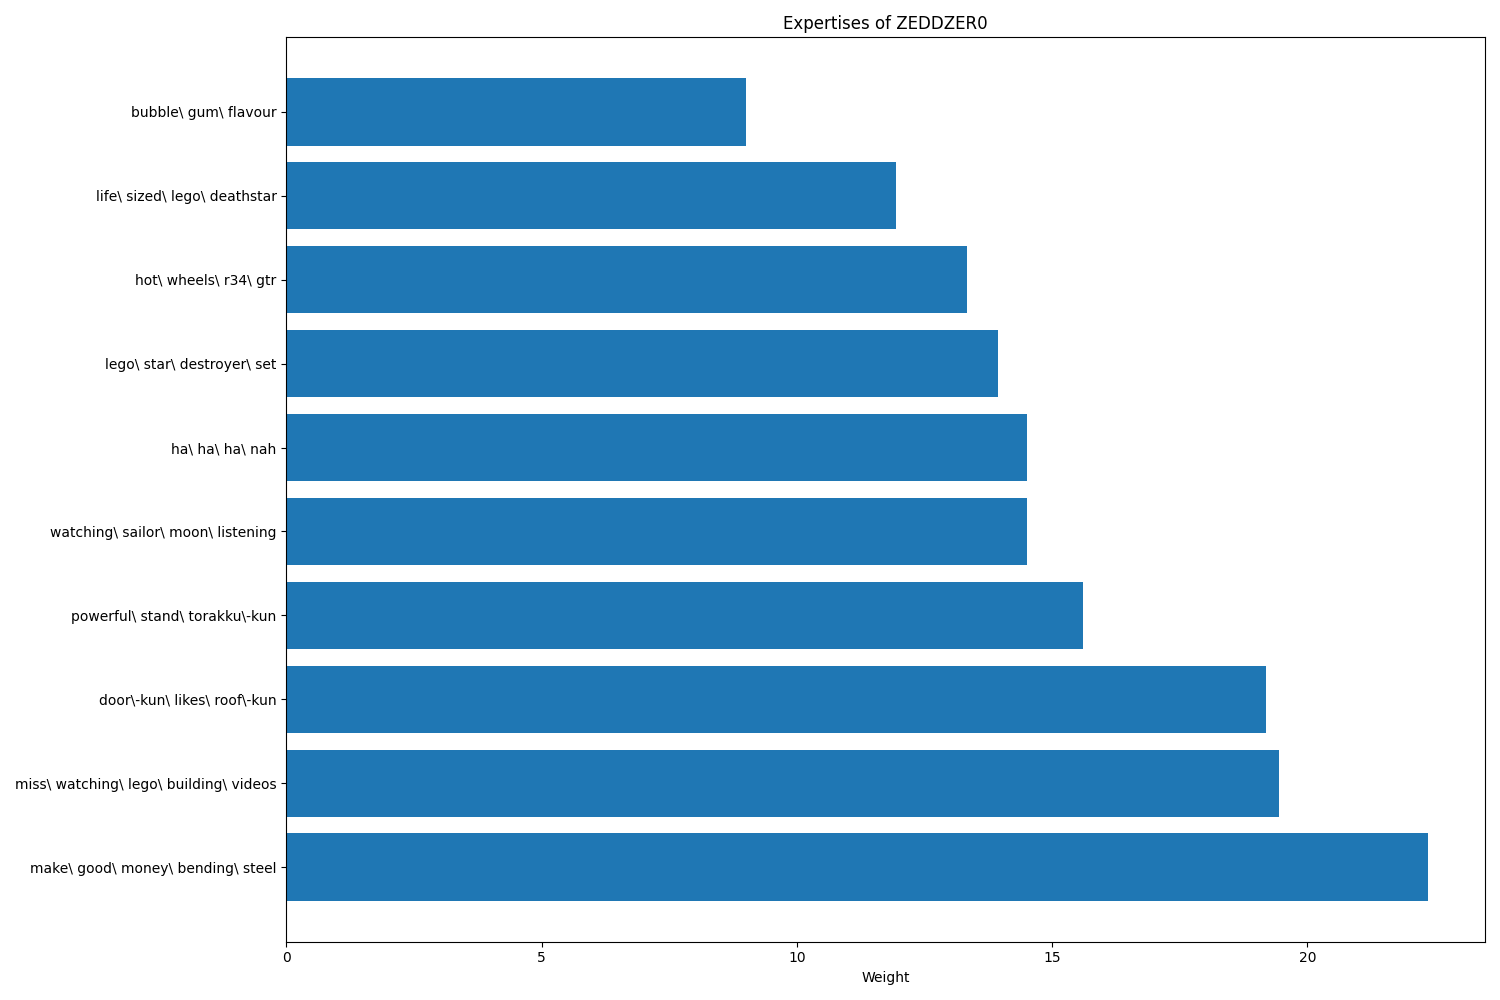 Expertises of ZEDDZER0
bubble\ gum\ flavour
life\ sized\ lego\ deathstar
hot\ wheels\ r34\ gtr
lego\ star\ destroyer\ set
ha\ ha\ ha\ nah
watching\ sailor\ moon\ listening
powerful\ stand\ torakku\-kun
door\-kun\ likes\ roof\-kun
miss\ watching\ lego\ building\ videos
make\ good\ money\ bending\ steel
0 5 10 15 20
Weight